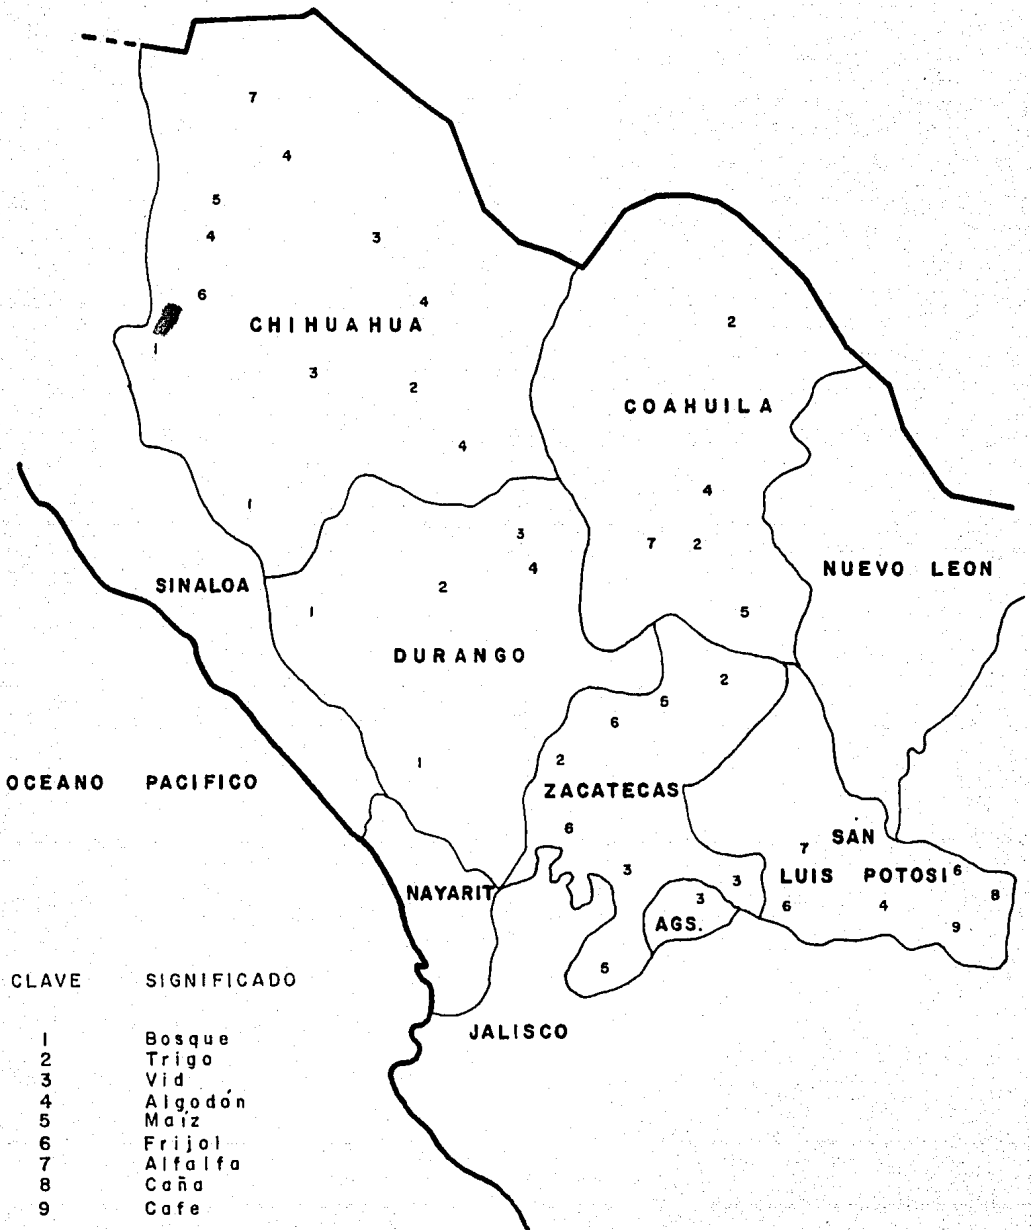 7
4
5
4 3
6 4
CHIHUAHUA 2
1
3 2
COAHUILA
4
4
1
3
7 2
4
NUEVO LEON
SINALOA
2
1
5
DURANGO
2
5
6
1
2
OCEANO PACIFICO
ZACATECAS
6
SAN
7
3
LUIS POTOSI 6
3
NAYARIT
3
8
6 4
AGS.
9
5
CLAVE SIGNIFICADO
JALISCO
1 Bosque
2 Trigo
3 Vid
4 Algodón
5 Maíz
6 Frijol
7 Alfalfa
8 Caña
9 Cafe